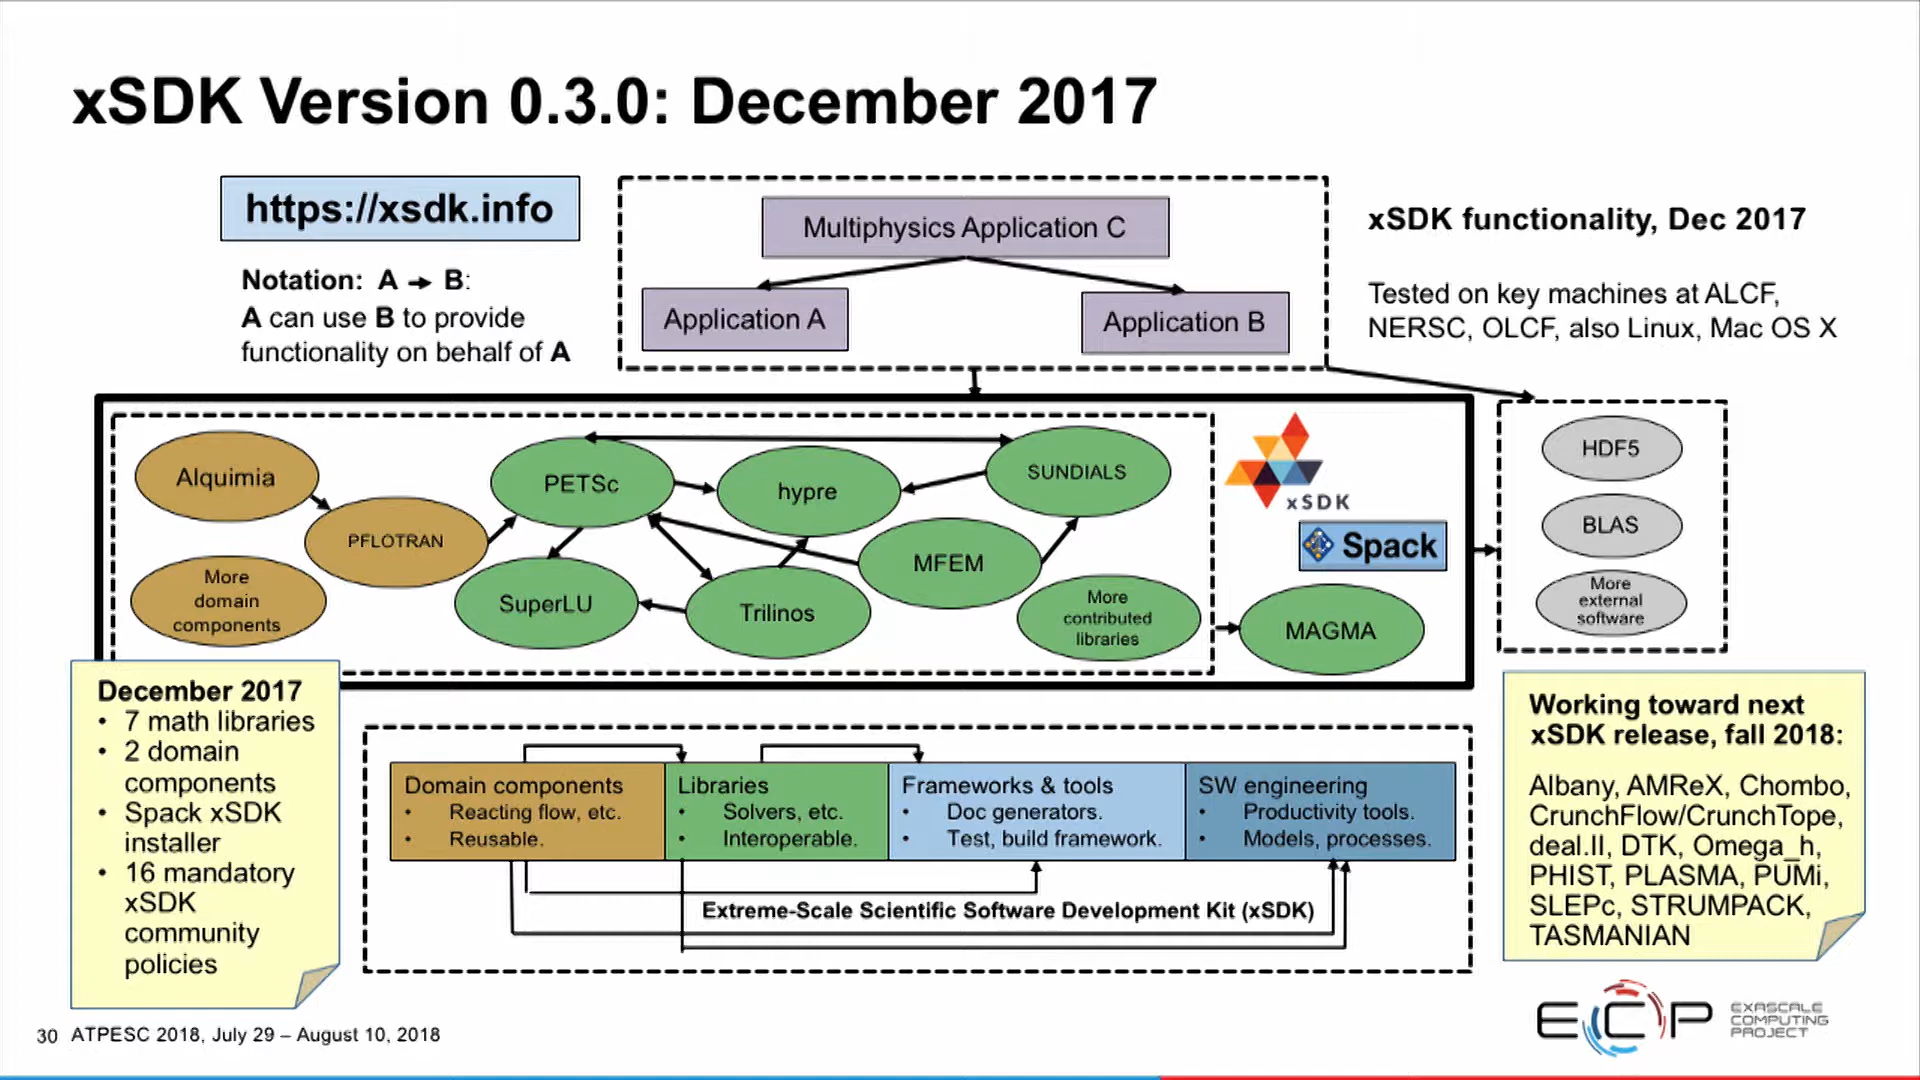 xSDK Version 0.3.0: December 2017
https://xsdk.info
Notation: A → B:
A can use B to provide
functionality on behalf of A
Multiphysics Application C
Application A
Application B
xSDK functionality, Dec 2017
Tested on key machines at ALCF,
NERSC, OLCF, also Linux, Mac OS X
Alquimia
PFLOTRAN
More
domain
components
PETSc
hypre
SUNDIALS
SuperLU
Trilinos
MFEM
More
contributed
libraries
xSDK
Spack
MAGMA
HDF5
BLAS
More
external
software
December 2017
• 7 math libraries
• 2 domain
components
• Spack xSDK
installer
• 16 mandatory
xSDK
community
policies
Domain components
• Reacting flow, etc.
• Reusable.
Libraries
• Solvers, etc.
• Interoperable.
Frameworks & tools
• Doc generators.
• Test, build framework.
SW engineering
• Productivity tools.
• Models, processes.
Extreme-Scale Scientific Software Development Kit (xSDK)
Working toward next
xSDK release, fall 2018:
Albany, AMReX, Chombo,
CrunchFlow/CrunchTope,
deal.II, DTK, Omega_h,
PHIST, PLASMA, PUMi,
SLEPc, STRUMPACK,
TASMANIAN
30 ATPESC 2018, July 29 – August 10, 2018
ECP
EXASCALE
COMPUTING
PROJECT